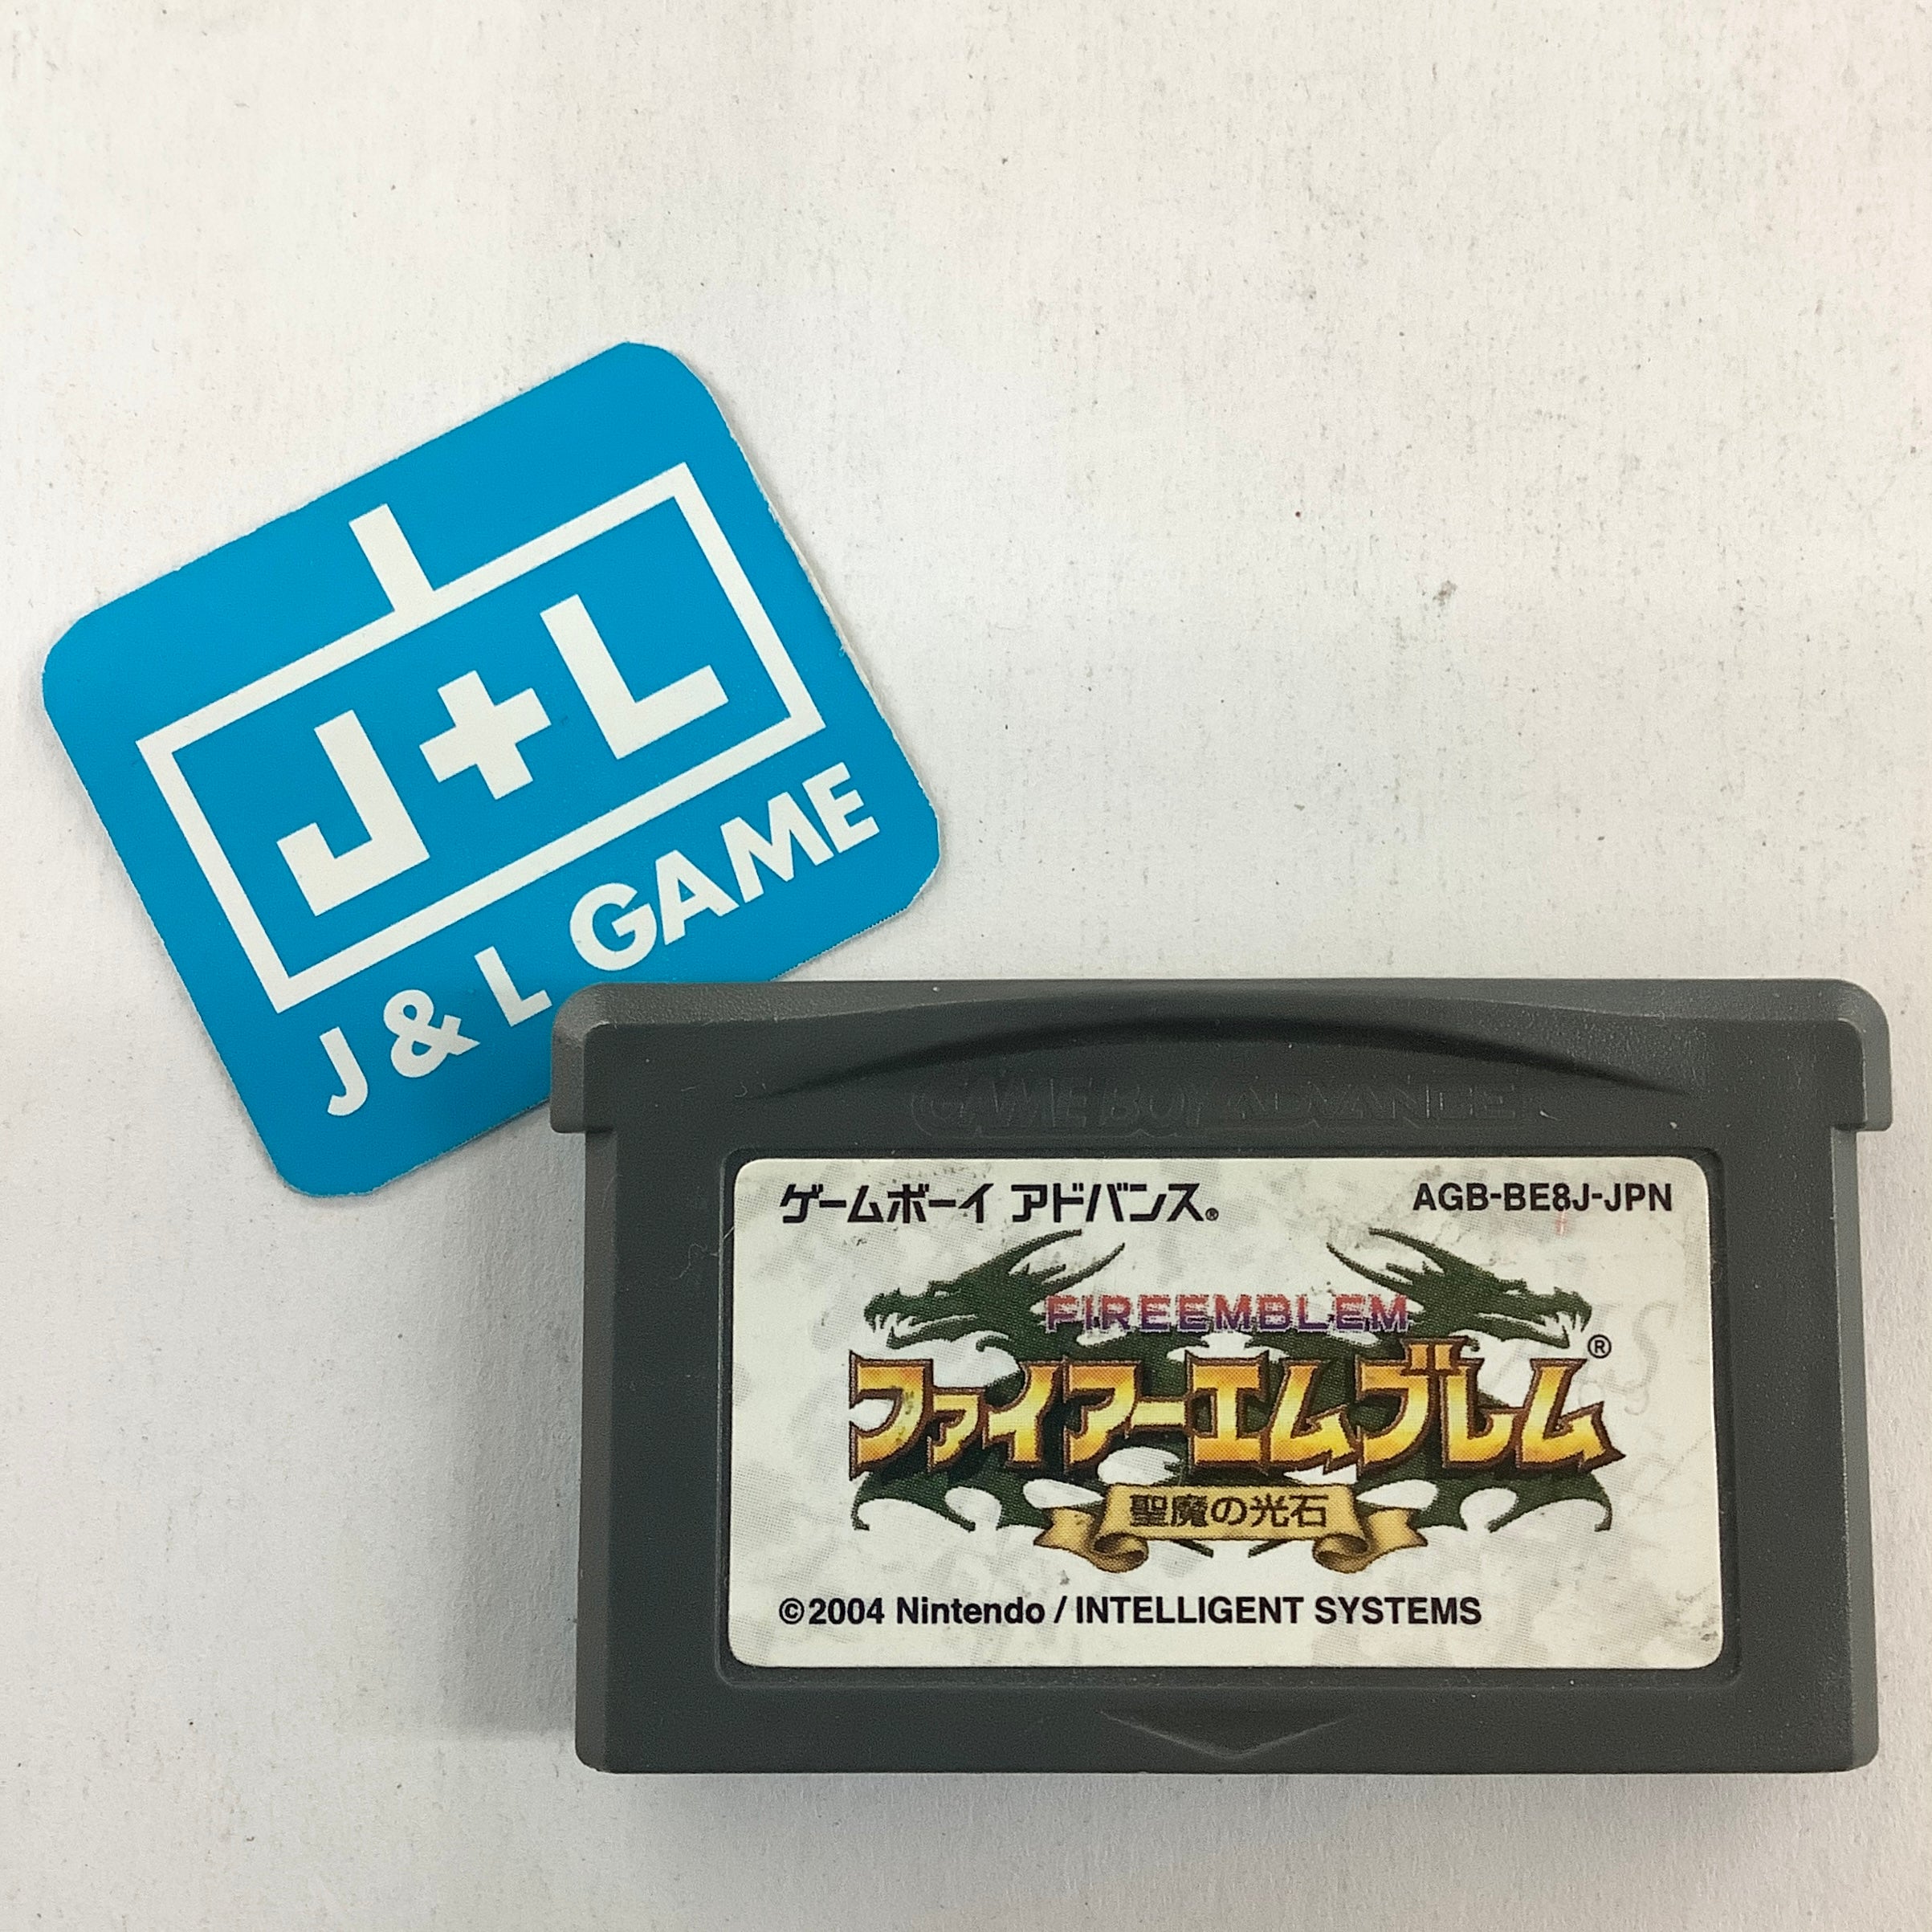 J+L
J & L GAME
GAME BOY ADVANCE
ゲームボーイ アドバンス®
AGB-BE8J-JPN
FIREEMBLEM
ファイアーエムブレム®
聖魔の光石
©2004 Nintendo / INTELLIGENT SYSTEMS